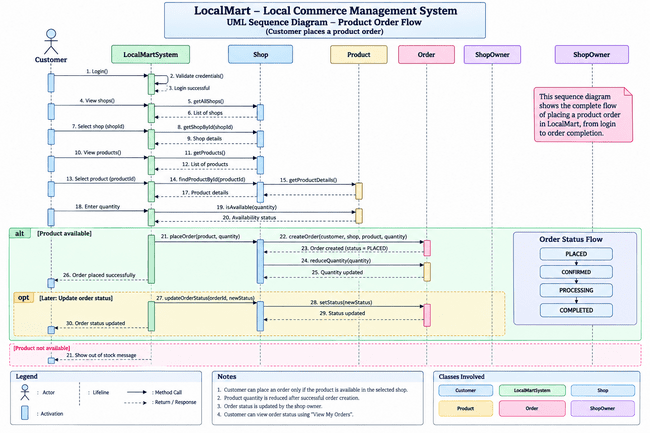 LocalMart – Local Commerce Management System
UML Sequence Diagram – Product Order Flow
(Customer places a product order)
Customer
LocalMartSystem
Shop
Product
Order
ShopOwner
ShopOwner
1. Login()
2. Validate credentials()
3. Login successful
4. View shops()
5. getAllShops()
6. List of shops
7. Select shop (shopId)
8. getShopById(shopId)
9. Shop details
10. View products()
11. getProducts()
12. List of products
13. Select product (productId)
14. findProductById(productId)
15. getProductDetails()
17. Product details
18. Enter quantity
19. isAvailable(quantity)
20. Availability status
This sequence diagram
shows the complete flow
of placing a product order
in LocalMart, from login
to order completion.
alt
[Product available]
21. placeOrder(product, quantity)
22. createOrder(customer, shop, product, quantity)
23. Order created (status = PLACED)
24. reduceQuantity(quantity)
25. Quantity updated
26. Order placed successfully
Order Status Flow
PLACED
CONFIRMED
PROCESSING
COMPLETED
opt
[Later: Update order status]
27. updateOrderStatus(orderId, newStatus)
28. setStatus(newStatus)
29. Status updated
30. Order status updated
[Product not available]
21. Show out of stock message
Legend
: Actor
: Lifeline
: Method Call
: Return / Response
: Activation
Notes
1. Customer can place an order only if the product is available in the selected shop.
2. Product quantity is reduced after successful order creation.
3. Order status is updated by the shop owner.
4. Customer can view order status using "View My Orders".
Classes Involved
Customer
LocalMartSystem
Shop
Product
Order
ShopOwner